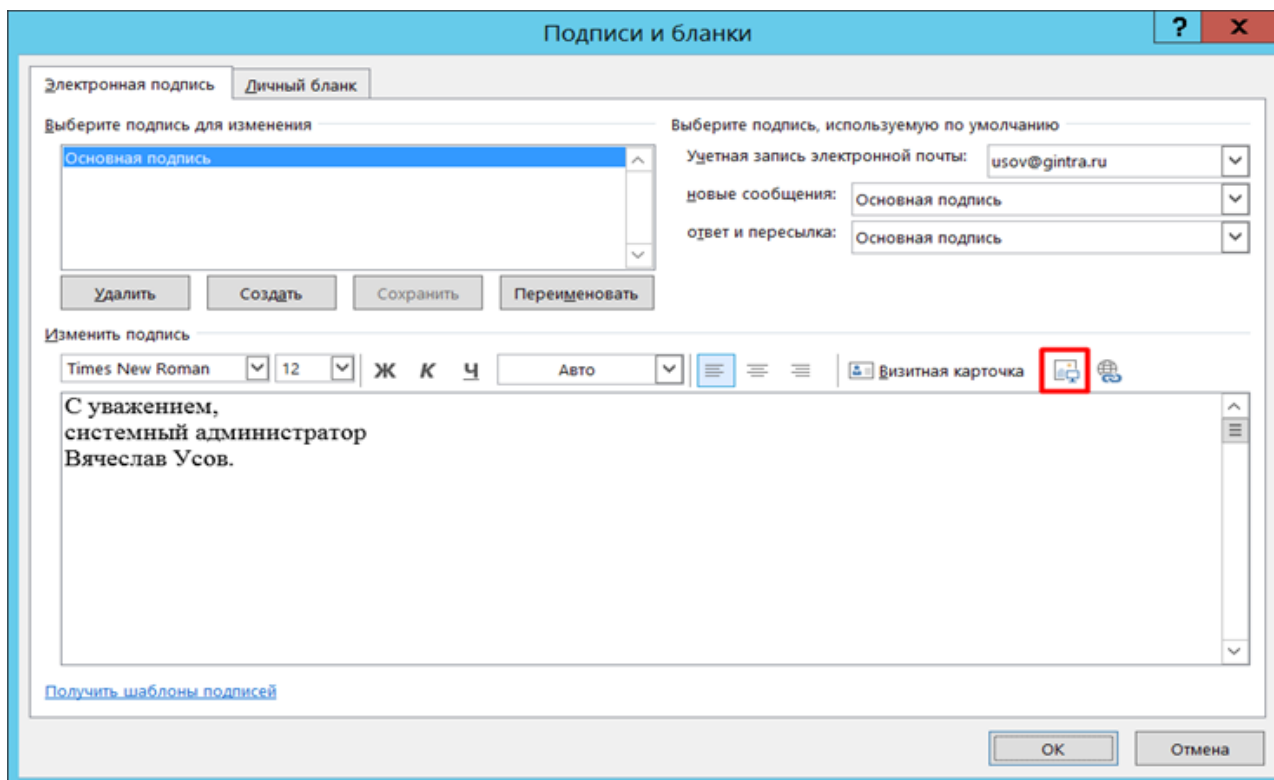 Подписи и бланки
? X
Электронная подпись Личный бланк
Выберите подпись для изменения
Основная подпись
Удалить Создать Сохранить Переименовать
Выберите подпись, используемую по умолчанию
Учетная запись электронной почты: usov@gintra.ru
новые сообщения: Основная подпись
ответ и пересылка: Основная подпись
Изменить подпись
Times New Roman 12 Ж К Ч Авто Визитная карточка
С уважением,
системный администратор
Вячеслав Усов.
Получить шаблоны подписей
ОК Отмена